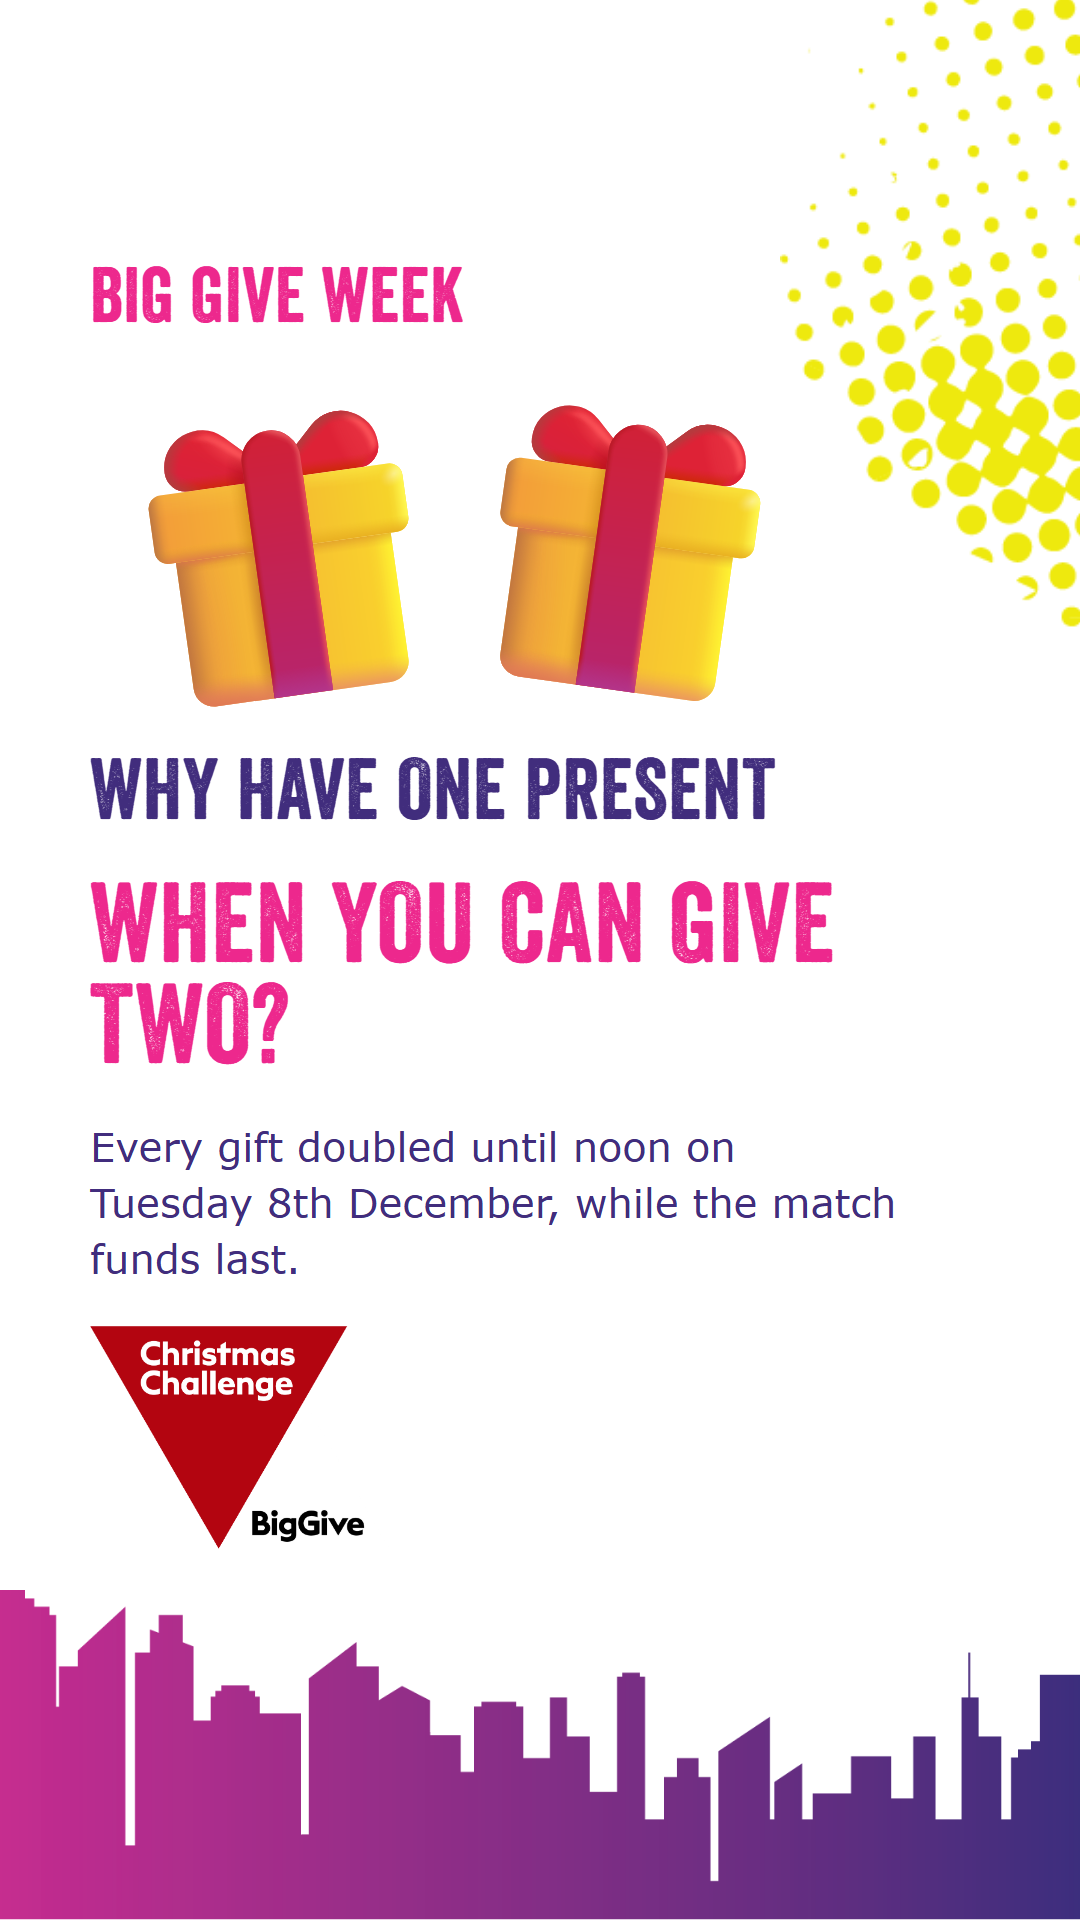 BIG GIVE WEEK
WHY HAVE ONE PRESENT
WHEN YOU CAN GIVE
TWO?
Every gift doubled until noon on
Tuesday 8th December, while the match
funds last.
Christmas
Challenge
BigGive